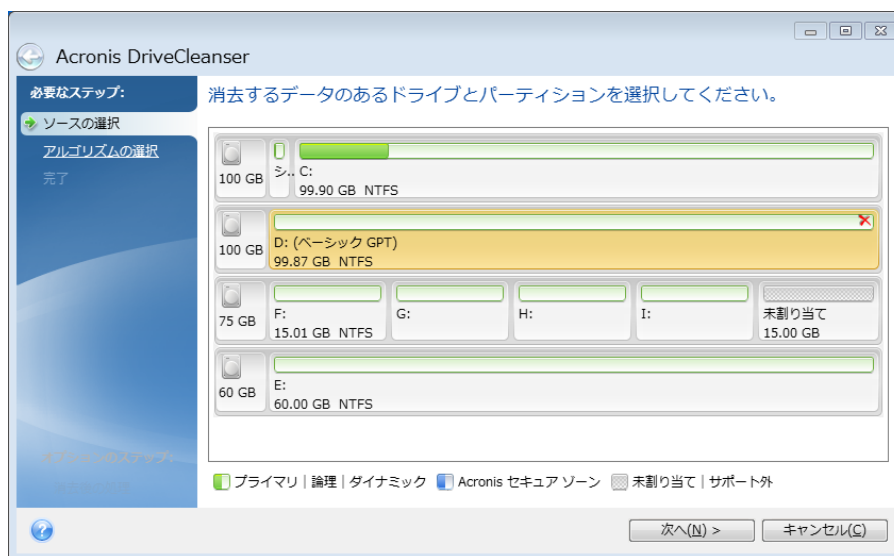 Acronis DriveCleanser
必要なステップ:
ソースの選択
アルゴリズムの選択
完了
消去するデータのあるドライブとパーティションを選択してください。
100 GB
シ..
C:
99.90 GB NTFS
100 GB
D: (ベーシック GPT)
99.87 GB NTFS
75 GB
F:
15.01 GB NTFS
G:
H:
I:
未割り当て
15.00 GB
60 GB
E:
60.00 GB NTFS
プライマリ | 論理 | ダイナミック
Acronis セキュア ゾーン
未割り当て | サポート外
次へ(N) >
キャンセル(C)